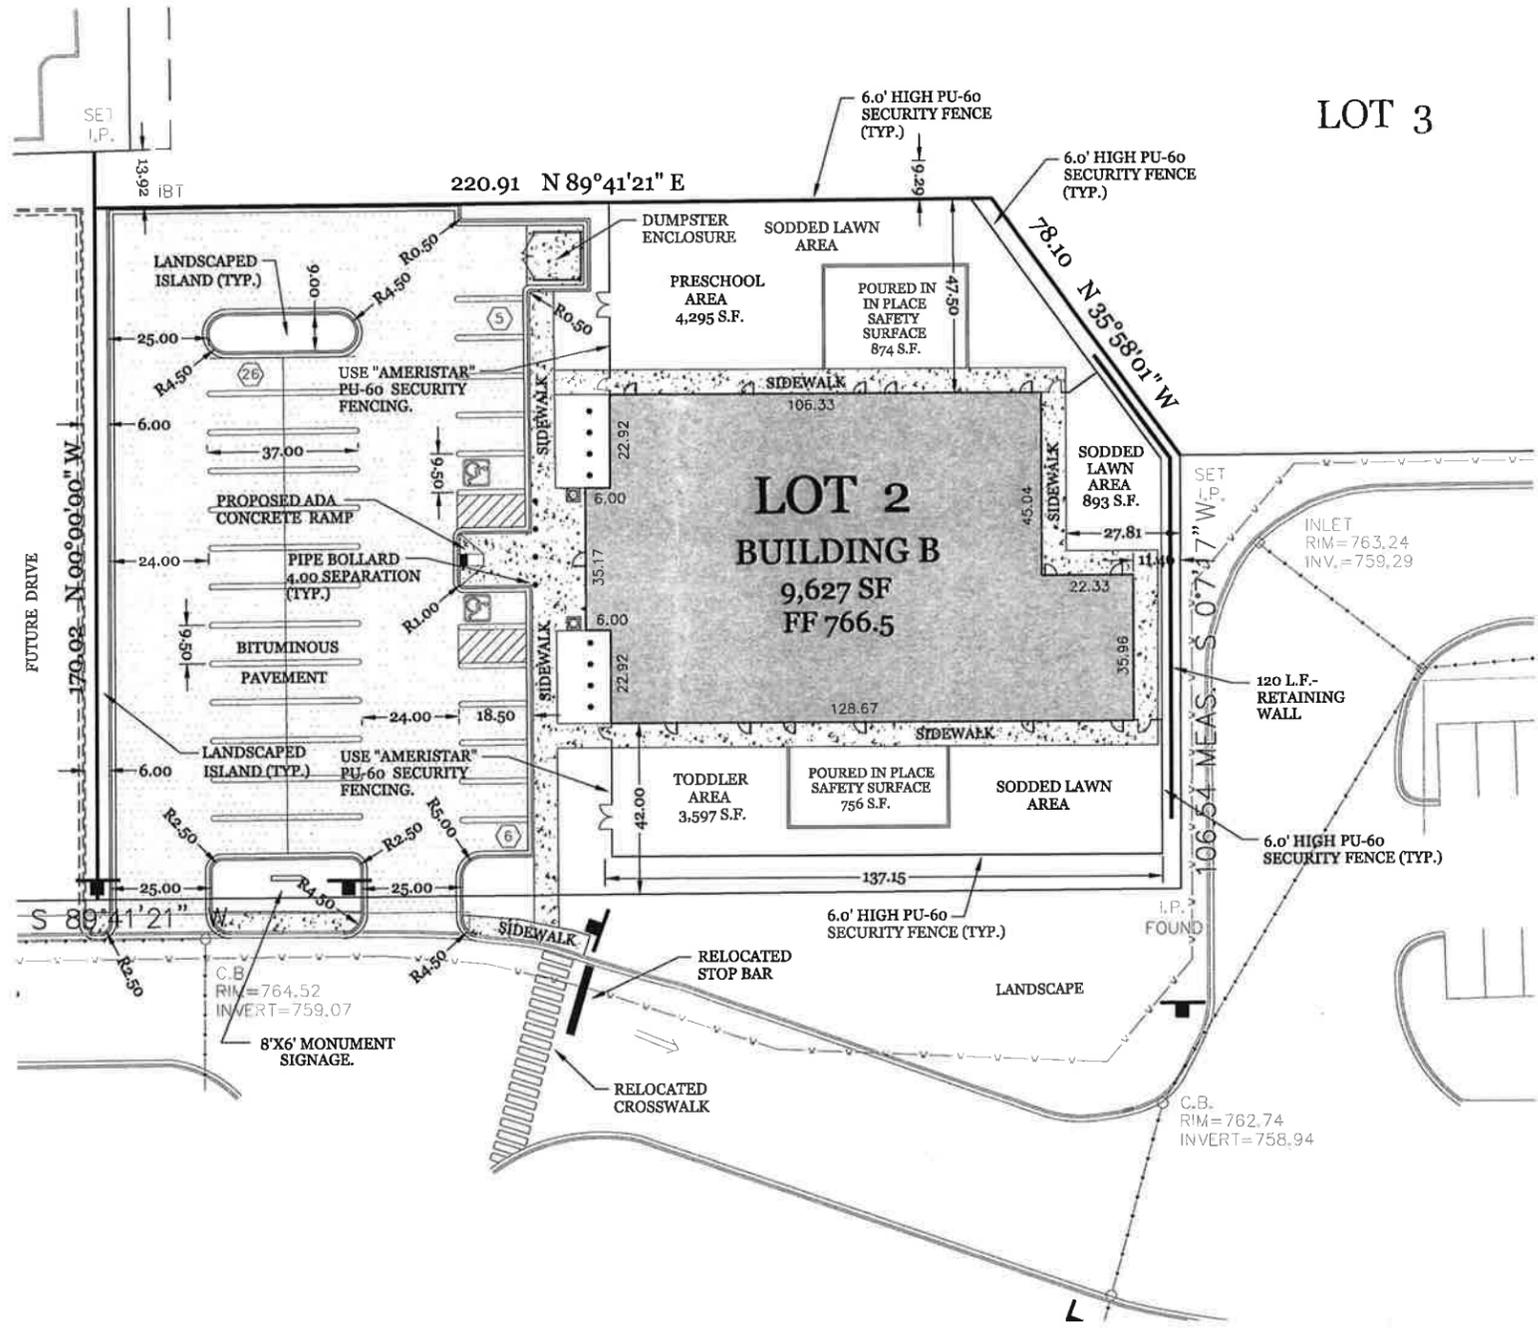 LOT 3
6.0' HIGH PU-60
SECURITY FENCE
(TYP.)
6.0' HIGH PU-60
SECURITY FENCE
(TYP.)
SET
I.P.
13.92
iBT
220.91 N 89°41'21" E
9.29
78.10 N 35°58'01" W
DUMPSTER
ENCLOSURE
SODDED LAWN
AREA
LANDSCAPED
ISLAND (TYP.)
9.00
R0.50
R4.50
PRESCHOOL
AREA
4,295 S.F.
POURED IN
IN PLACE
SAFETY
SURFACE
874 S.F.
47.50
5
R0.50
25.00
R4.50
26
USE "AMERISTAR"
PU-60 SECURITY
FENCING.
SIDEWALK
SIDEWALK
106.33
6.00
22.92
37.00
9.50
SODDED
LAWN
AREA
893 S.F.
SIDEWALK
45.04
SET
I.P.
LOT 2
BUILDING B
9,627 SF
FF 766.5
PROPOSED ADA
CONCRETE RAMP
6.00
27.81
INLET
RIM=763.24
INV.=759.29
FUTURE DRIVE
170.02 N 00°00'00" W
24.00
PIPE BOLLARD
4.00 SEPARATION
(TYP.)
35.17
22.33
R1.00
6.00
9.50
BITUMINOUS
PAVEMENT
SIDEWALK
22.92
35.96
120 L.F.-
RETAINING
WALL
24.00
18.50
128.67
SIDEWALK
LANDSCAPED
ISLAND (TYP.)
6.00
USE "AMERISTAR"
PU-60 SECURITY
FENCING.
TODDLER
AREA
3,597 S.F.
POURED IN PLACE
SAFETY SURFACE
756 S.F.
SODDED LAWN
AREA
42.00
106.54 MEAS. S 0°7'17" W.
R2.50
R2.50
R5.00
6
6.0' HIGH PU-60
SECURITY FENCE (TYP.)
25.00
R4.50
25.00
137.15
S 89°41'21" W
6.0' HIGH PU-60
SECURITY FENCE (TYP.)
I.P.
FOUND
SIDEWALK
R2.50
R4.50
RELOCATED
STOP BAR
C.B.
RIM=764.52
INVERT=759.07
LANDSCAPE
8'X6' MONUMENT
SIGNAGE.
RELOCATED
CROSSWALK
C.B.
RIM=762.74
INVERT=758.94